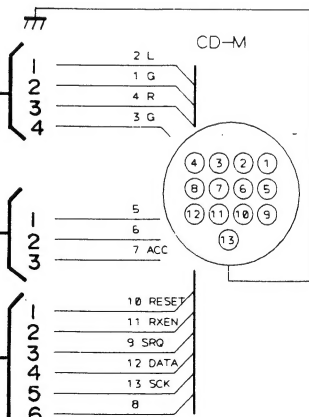 CD-M
1 2 L
2 1 G
3 4 R
4 3 G
4 3 2 1
8 7 6 5
12 11 10 9
13
1 5
2 6
3 7 ACC
1 10 RESET
2 11 RXEN
3 9 SRQ
4 12 DATA
5 13 SCK
6 8